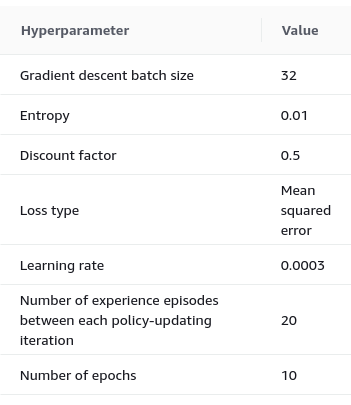 Hyperparameter Value
Gradient descent batch size 32
Entropy 0.01
Discount factor 0.5
Loss type Mean
squared
error
Learning rate 0.0003
Number of experience episodes
between each policy-updating
iteration 20
Number of epochs 10